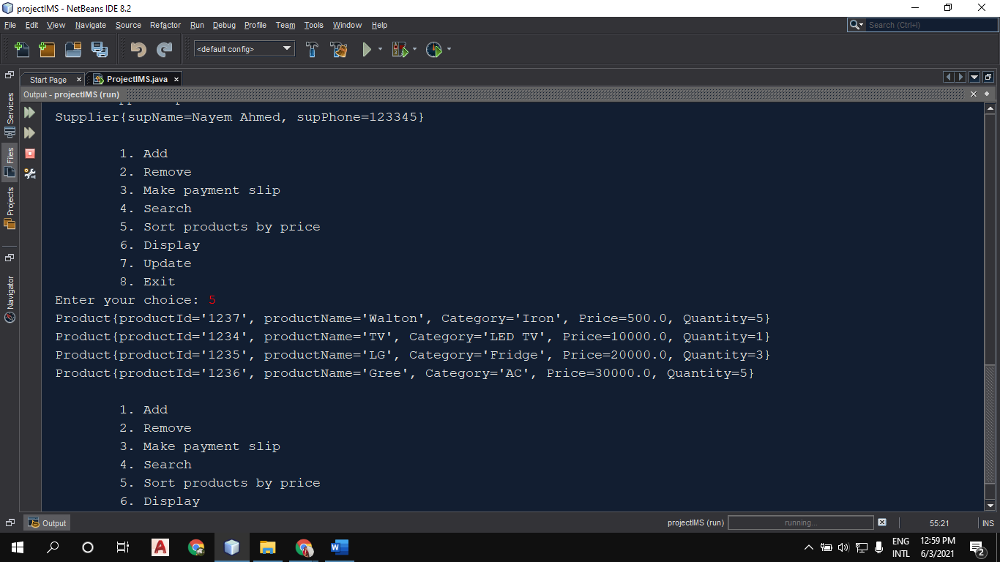 projectIMS - NetBeans IDE 8.2
File Edit View Navigate Source Refactor Run Debug Profile Team Tools Window Help
Search (Ctrl+I)
<default config>
Start Page ProjectIMS.java
Output - projectIMS (run)
Services
Files
Projects
Navigator
Supplier{supName=Nayem Ahmed, supPhone=123345}
1. Add
2. Remove
3. Make payment slip
4. Search
5. Sort products by price
6. Display
7. Update
8. Exit
Enter your choice: 5
Product{productId='1237', productName='Walton', Category='Iron', Price=500.0, Quantity=5}
Product{productId='1234', productName='TV', Category='LED TV', Price=10000.0, Quantity=1}
Product{productId='1235', productName='LG', Category='Fridge', Price=20000.0, Quantity=3}
Product{productId='1236', productName='Gree', Category='AC', Price=30000.0, Quantity=5}
1. Add
2. Remove
3. Make payment slip
4. Search
5. Sort products by price
6. Display
Output
projectIMS (run) running... 55:21 INS
ENG 12:59 PM
INTL 6/3/2021
2